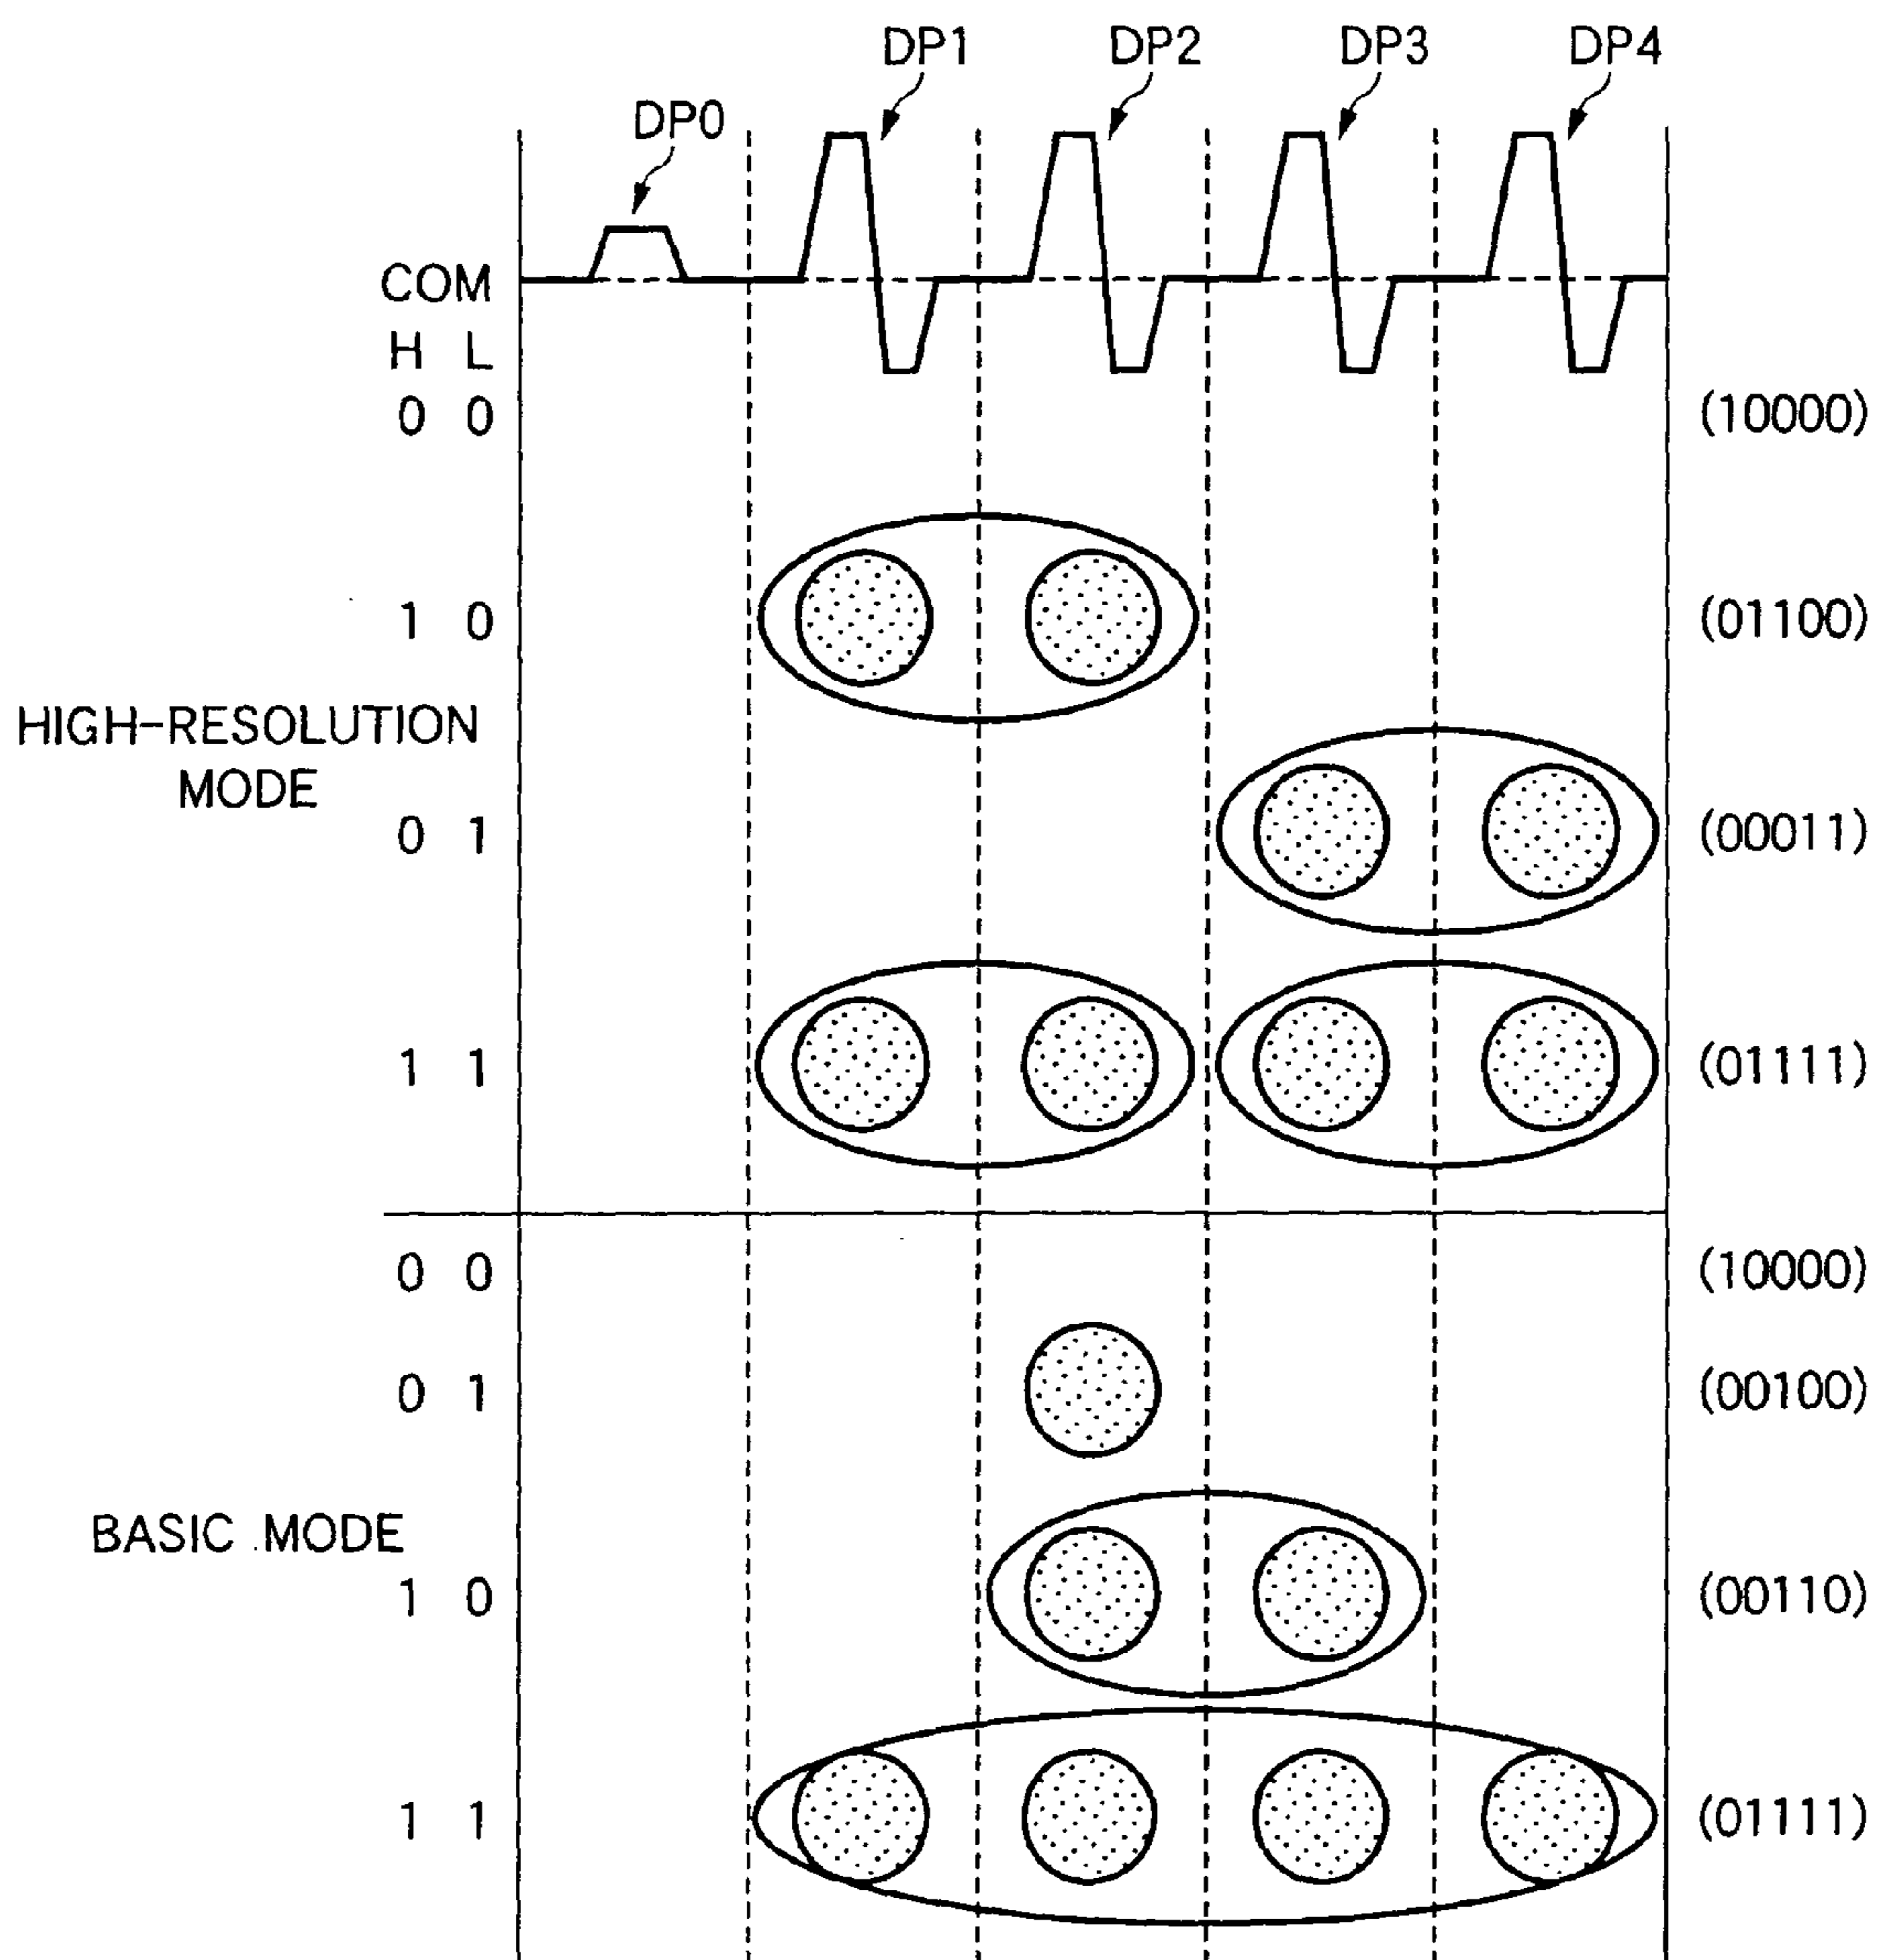 DP1 DP2 DP3 DP4
DP0
COM
H L
0 0 (10000)
1 0 (01100)
HIGH-RESOLUTION
MODE
0 1 (00011)
1 1 (01111)
0 0 (10000)
0 1 (00100)
BASIC MODE
1 0 (00110)
1 1 (01111)